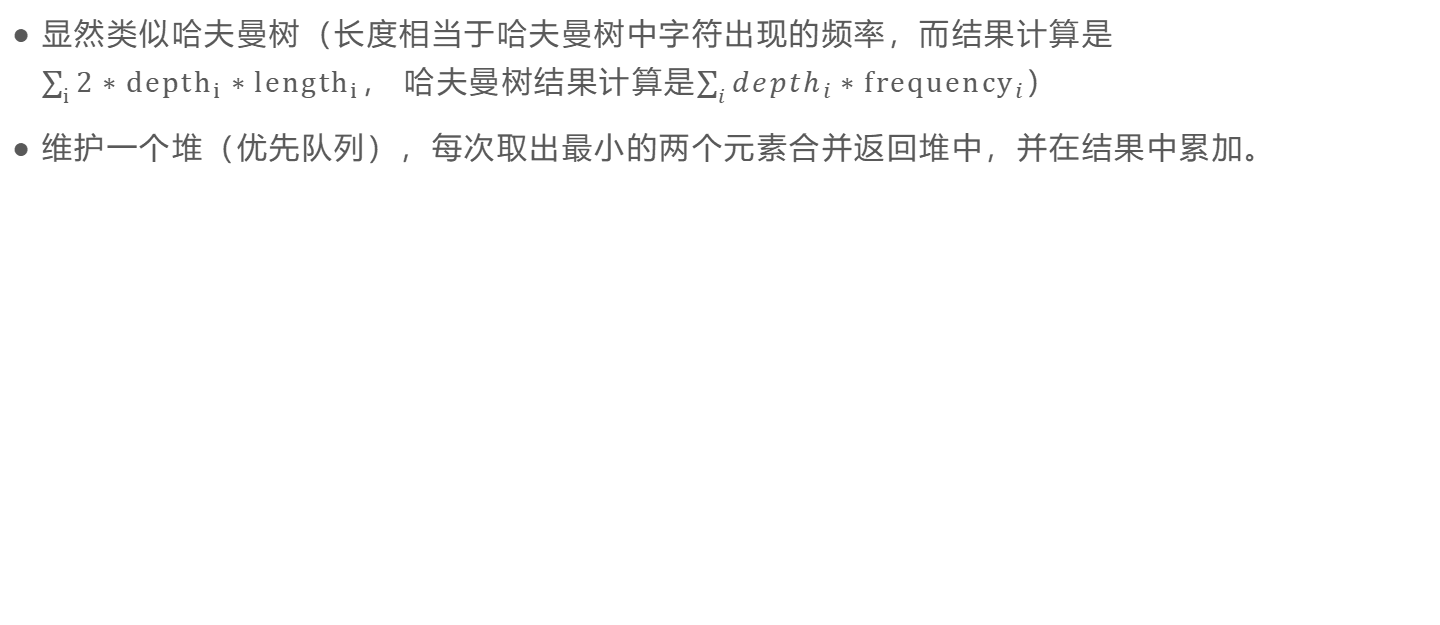 ● 显然类似哈夫曼树（长度相当于哈夫曼树中字符出现的频率，而结果计算是
∑ᵢ 2 * depthᵢ * lengthᵢ， 哈夫曼树结果计算是∑ᵢ depthᵢ * frequencyᵢ）
● 维护一个堆（优先队列），每次取出最小的两个元素合并返回堆中，并在结果中累加。